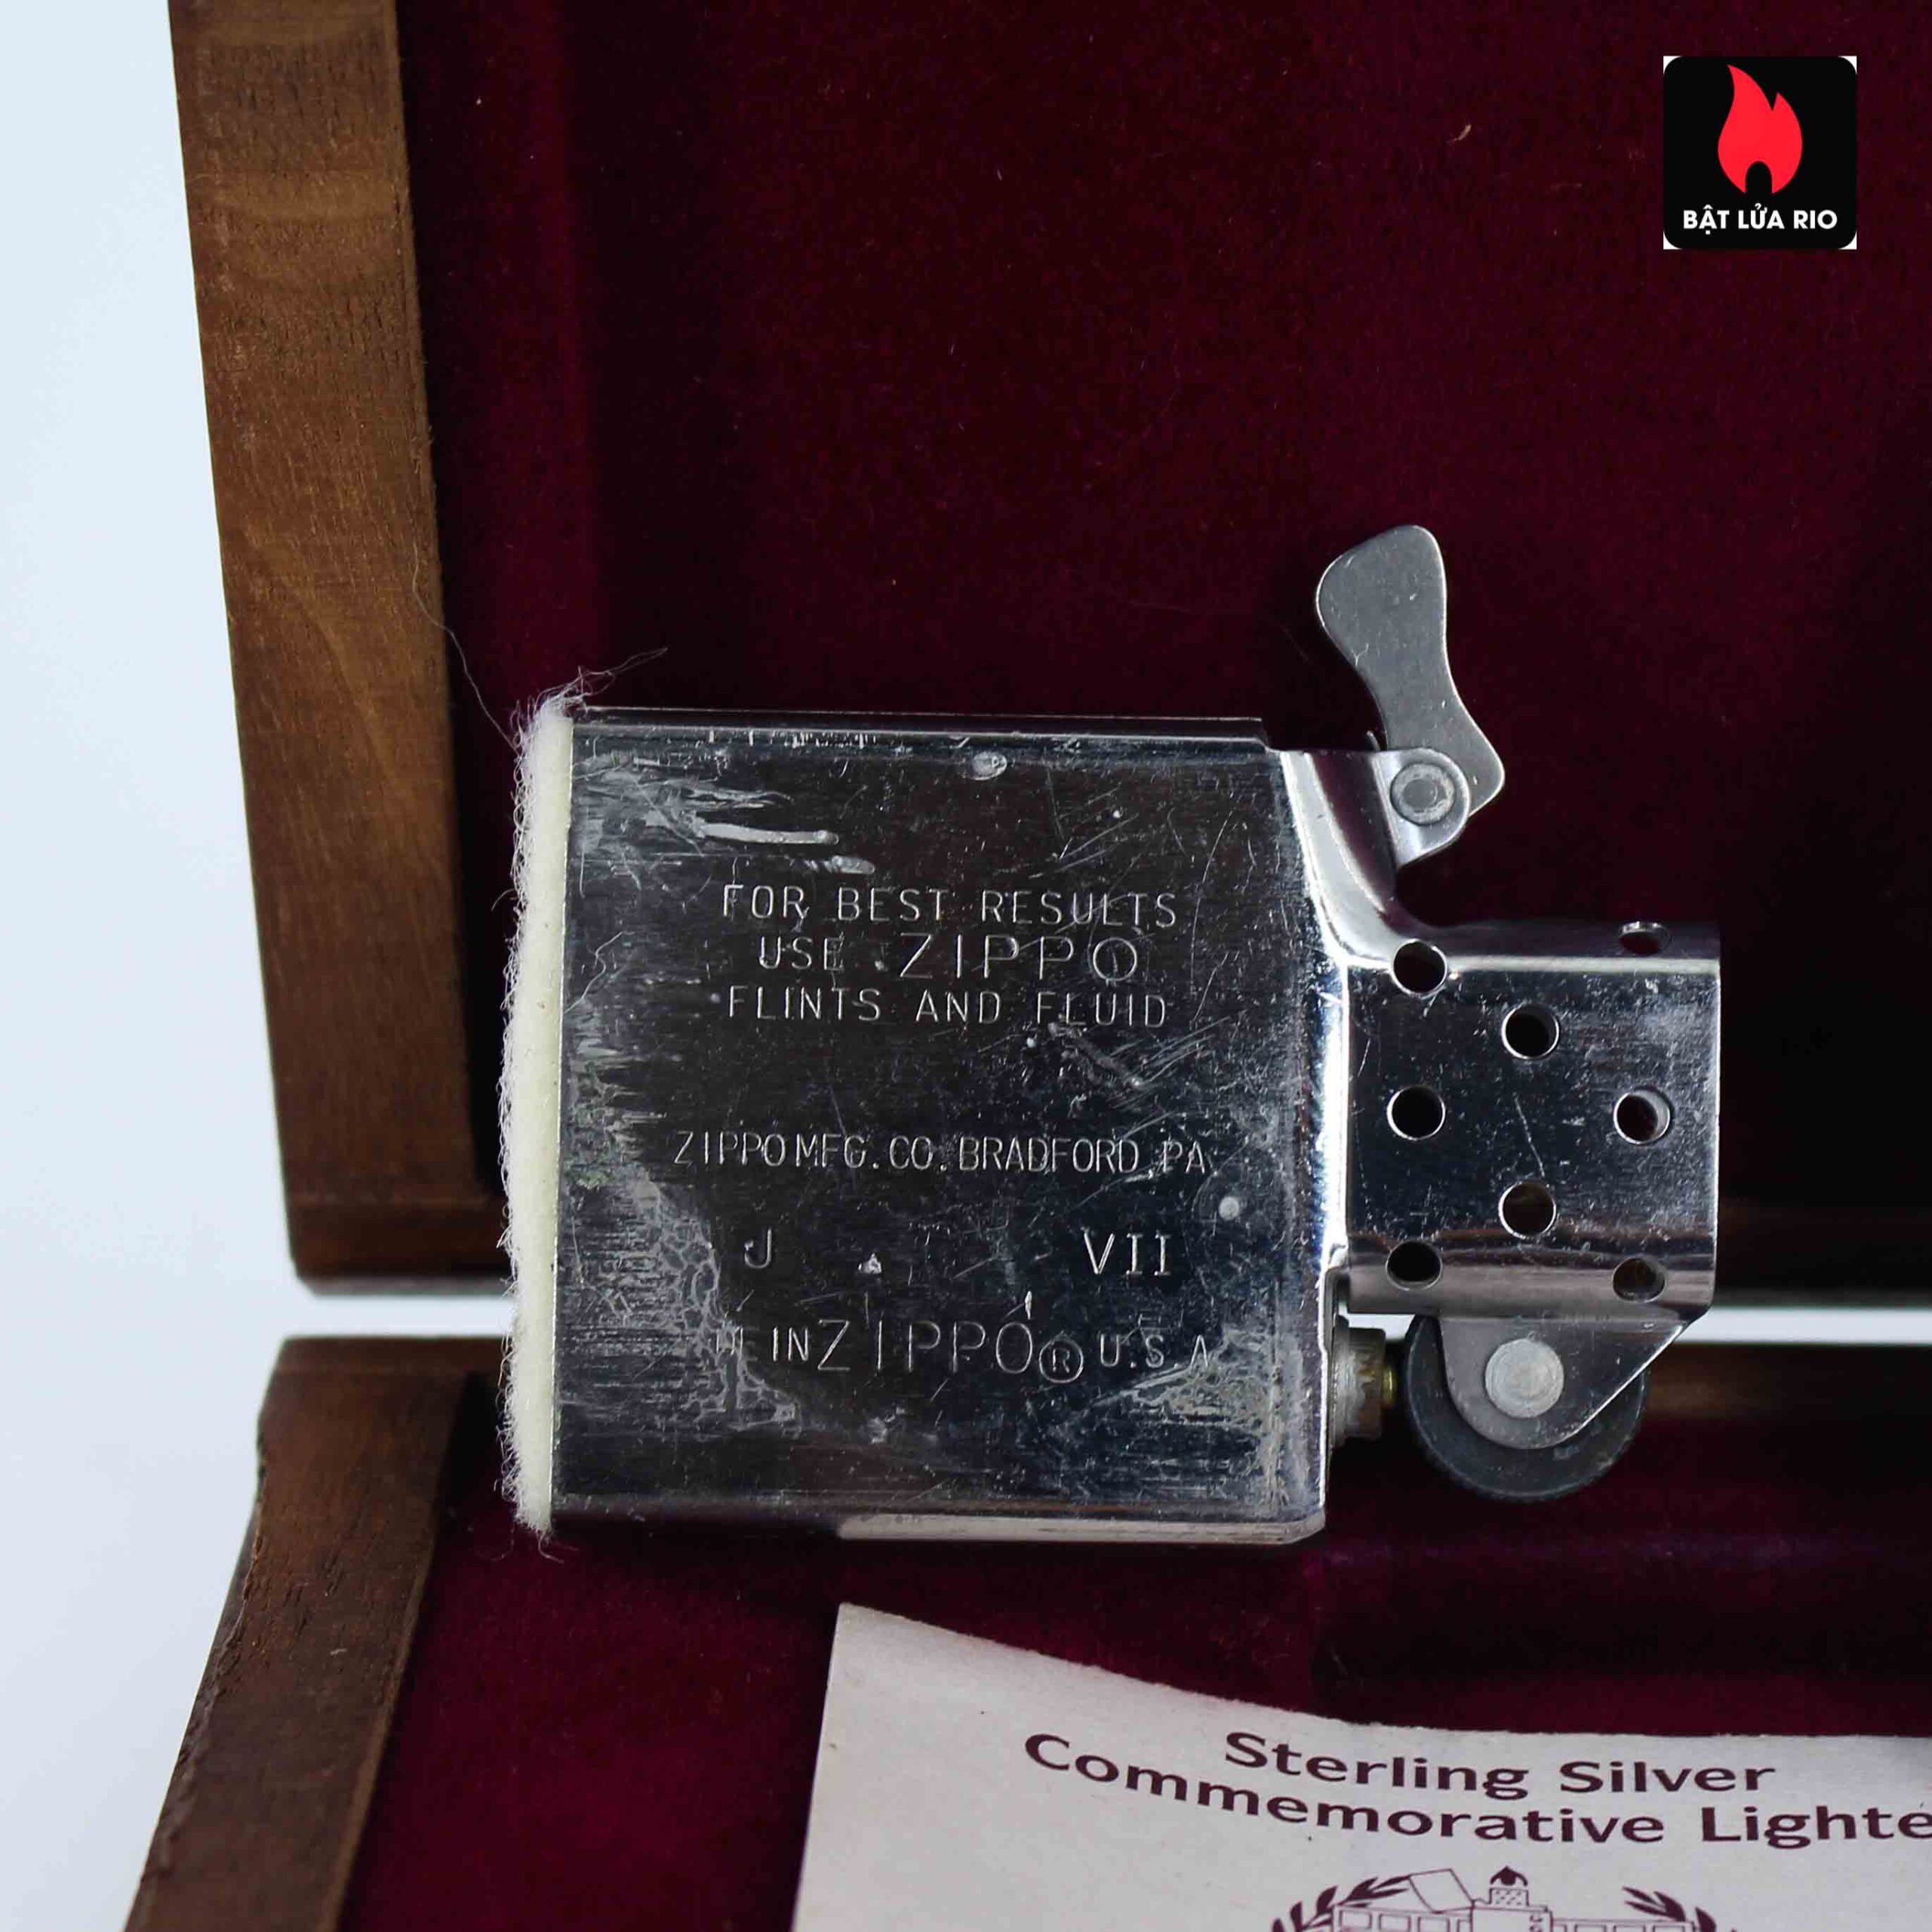 BẬT LỬA RIO
FOR BEST RESULTS
USE ZIPPO
FLINTS AND FLUID
ZIPPO MFG. CO. BRADFORD, PA
J VII
IN ZIPPO ® U.S.A
Sterling Silver
Commemorative Lighte